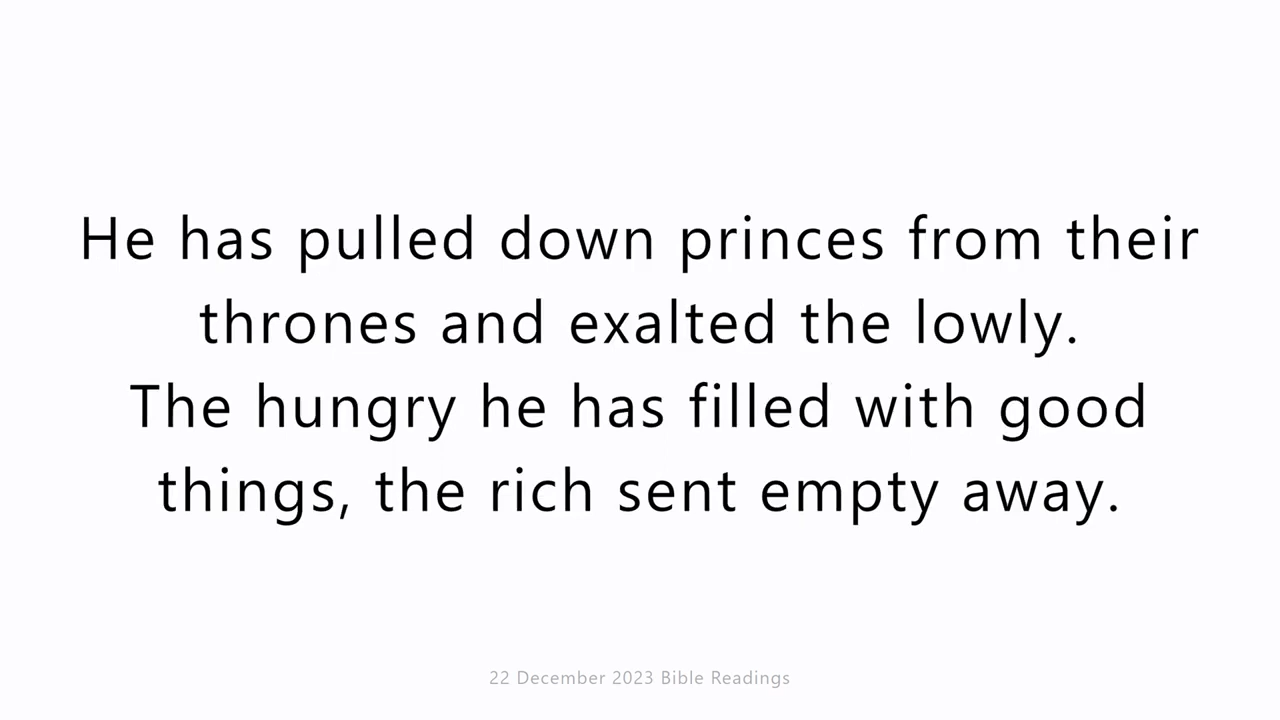 He has pulled down princes from their
thrones and exalted the lowly.
The hungry he has filled with good
things, the rich sent empty away.
22 December 2023 Bible Readings